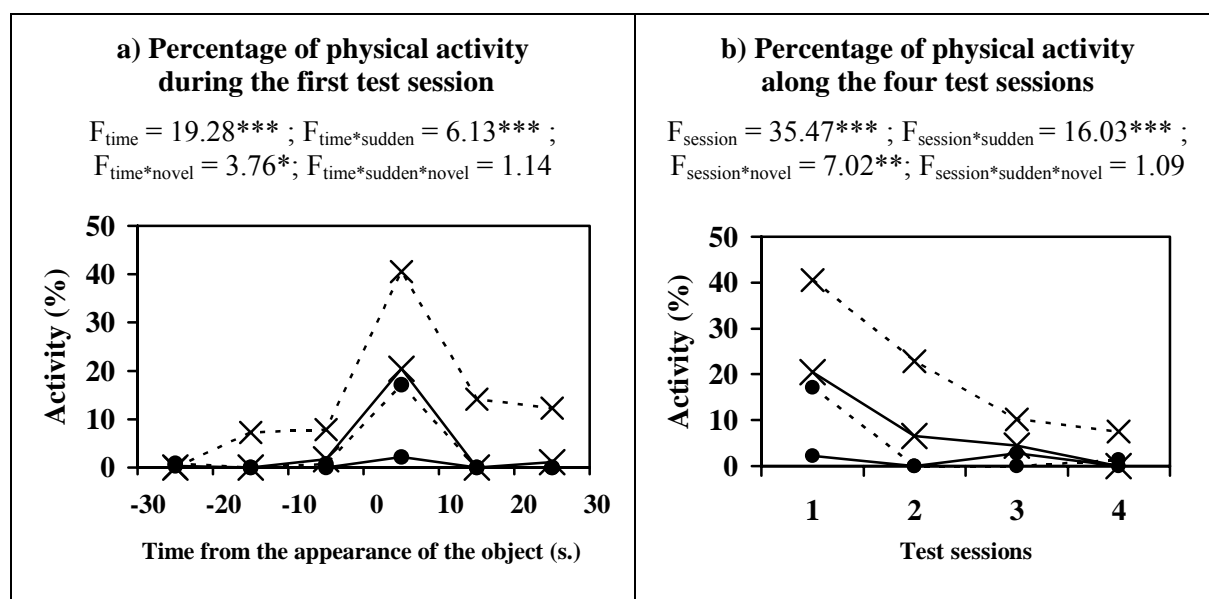 a) Percentage of physical activity
during the first test session
F_time = 19.28*** ; F_time*sudden = 6.13*** ;
F_time*novel = 3.76*; F_time*sudden*novel = 1.14
50
40
30
20
10
0
Activity (%)
-30 -20 -10 0 10 20 30
Time from the appearance of the object (s.)
b) Percentage of physical activity
along the four test sessions
F_session = 35.47*** ; F_session*sudden = 16.03*** ;
F_session*novel = 7.02**; F_session*sudden*novel = 1.09
50
40
30
20
10
0
Activity (%)
1 2 3 4
Test sessions